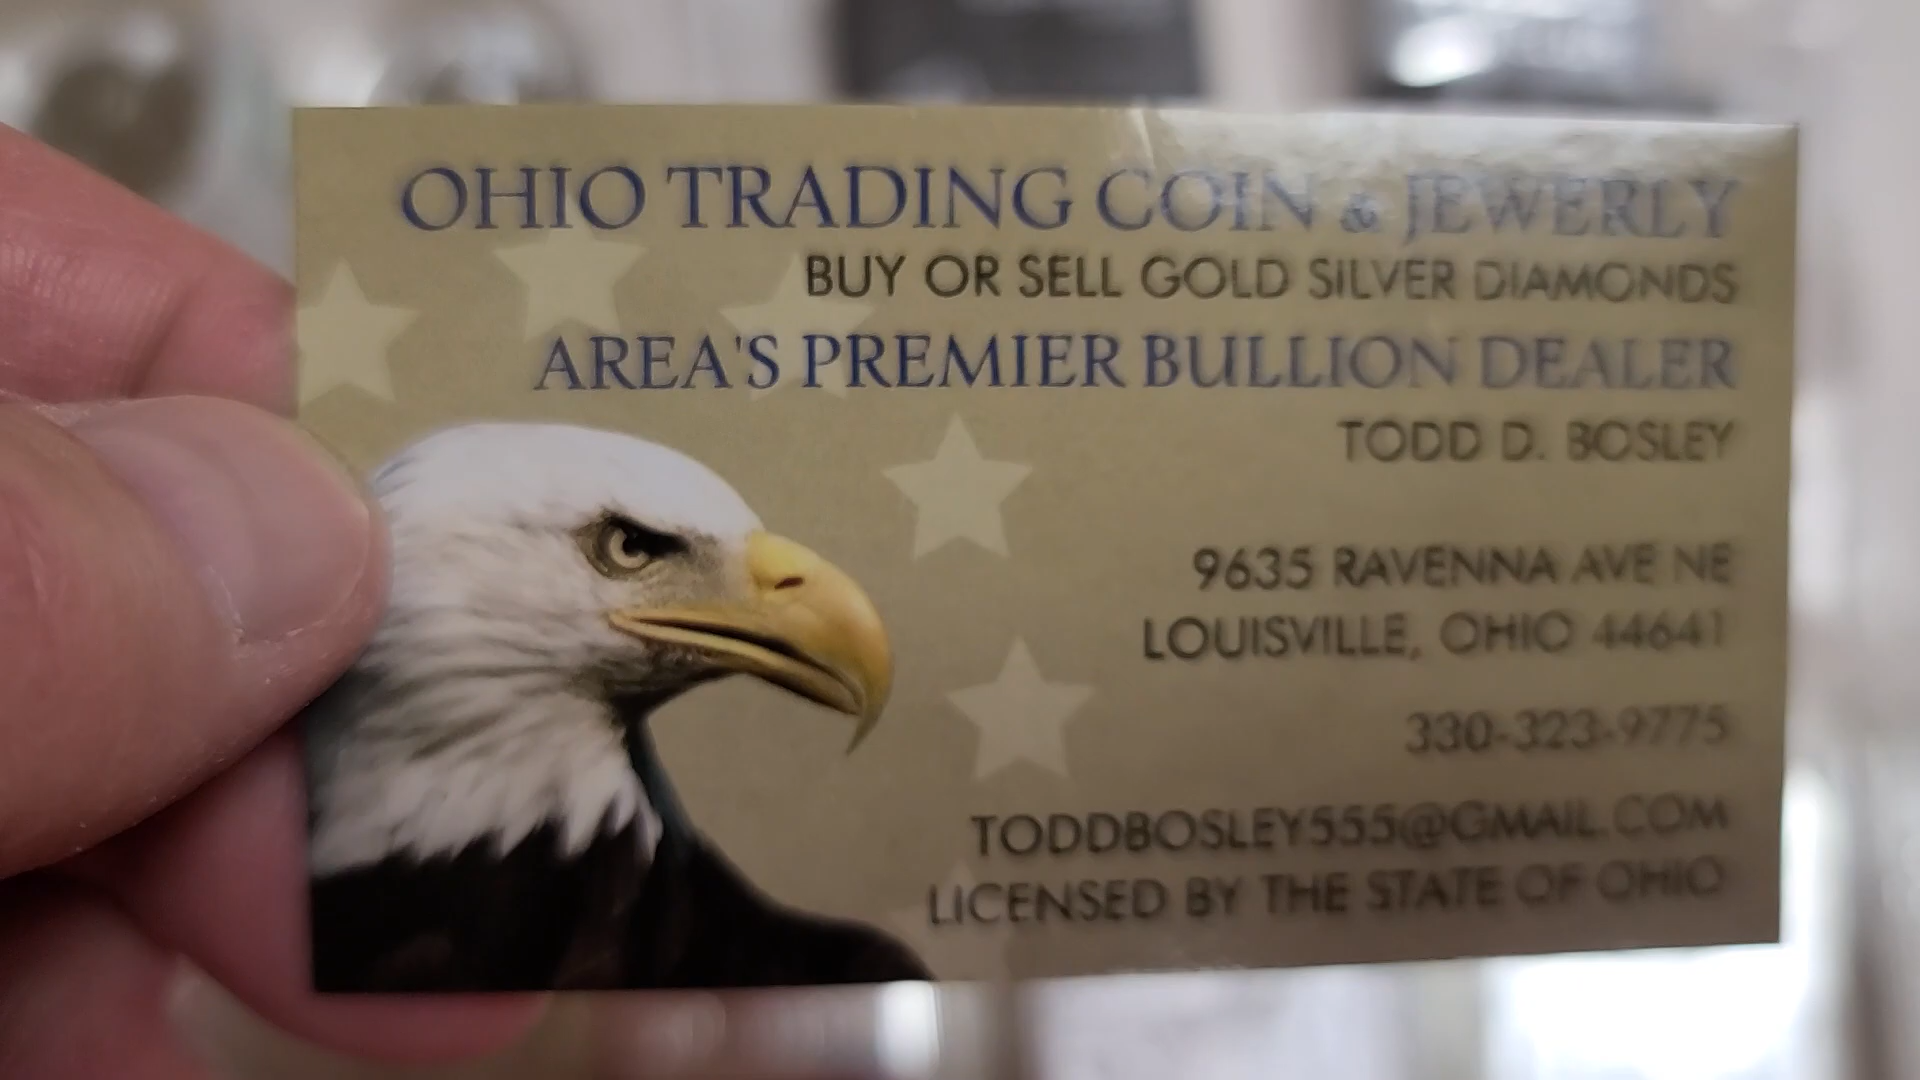 OHIO TRADING COIN & JEWERLY
BUY OR SELL GOLD SILVER DIAMONDS
AREA'S PREMIER BULLION DEALER
TODD D. BOSLEY
9635 RAVENNA AVE NE
LOUISVILLE, OHIO 44641
330-323-9775
TODDBOSLEY555@GMAIL.COM
LICENSED BY THE STATE OF OHIO